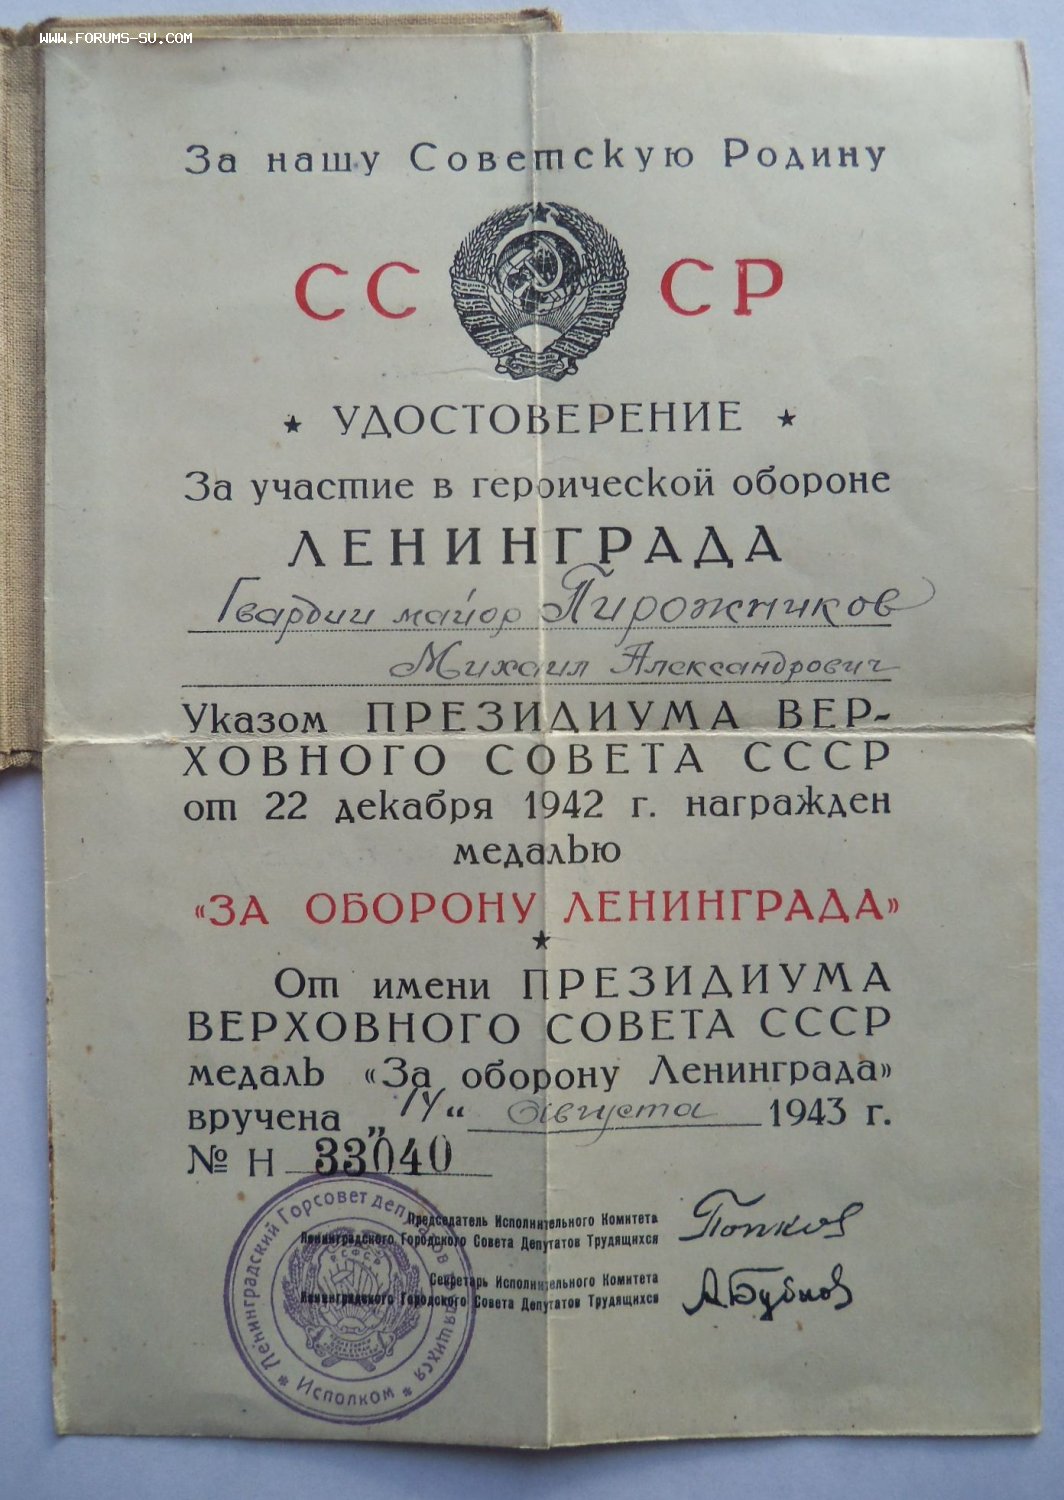 WWW.FORUMS-SU.COM
За нашу Советскую Родину
СС СР
★ УДОСТОВЕРЕНИЕ ★
За участие в героической обороне
ЛЕНИНГРАДА
Гвардии майор Пирожников
Михаил Александрович
Указом ПРЕЗИДИУМА ВЕР-
ХОВНОГО СОВЕТА СССР
от 22 декабря 1942 г. награжден
медалью
«ЗА ОБОРОНУ ЛЕНИНГРАДА»
★
От имени ПРЕЗИДИУМА
ВЕРХОВНОГО СОВЕТА СССР
медаль «За оборону Ленинграда»
вручена „14“ августа 1943 г.
№ Н 33040
Председатель Исполнительного Комитета
Ленинградского Городского Совета Депутатов Трудящихся
Попков
Секретарь Исполнительного Комитета
Ленинградского Городского Совета Депутатов Трудящихся
А.Бубнов
Ленинградский Горсовет депутатов трудящихся
* Исполком *
РСФСР